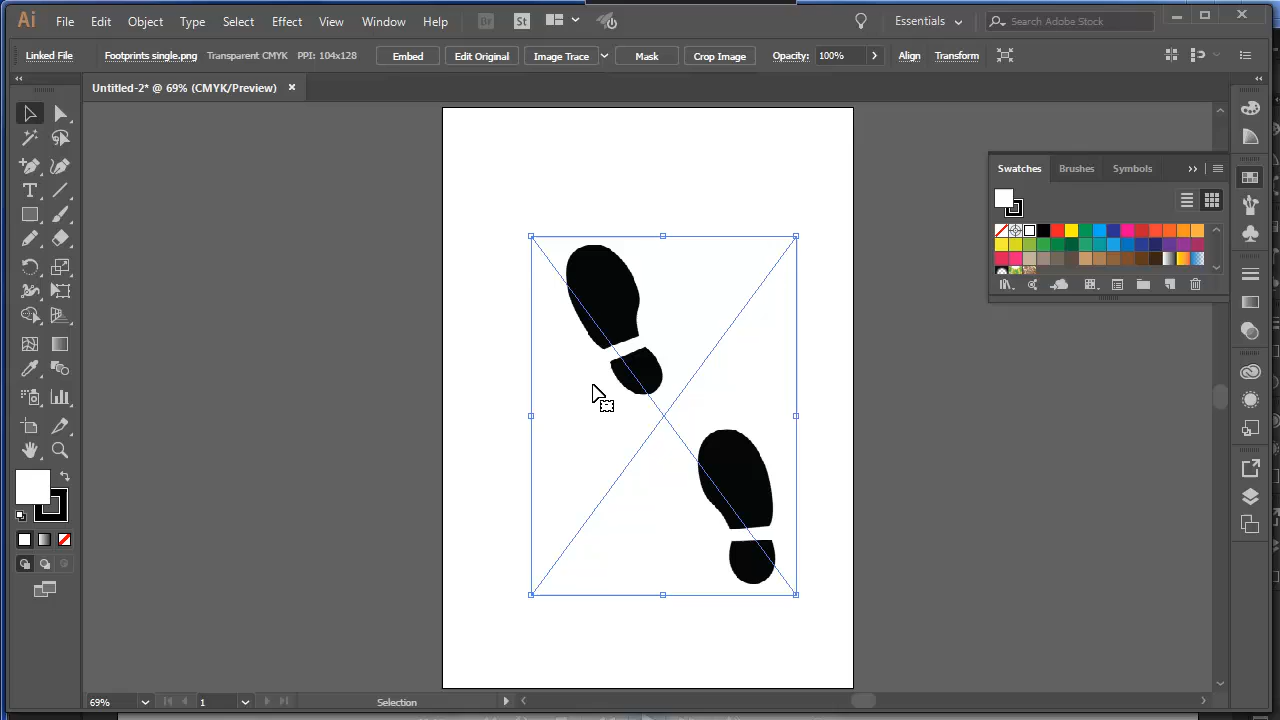 Ai File Edit Object Type Select Effect View Window Help Br St Essentials Search Adobe Stock
Linked File Footprints single.png Transparent CMYK PPI: 104x128 Embed Edit Original Image Trace Mask Crop Image Opacity: 100% Align Transform
Untitled-2* @ 69% (CMYK/Preview)
Swatches Brushes Symbols
69% 1 Selection